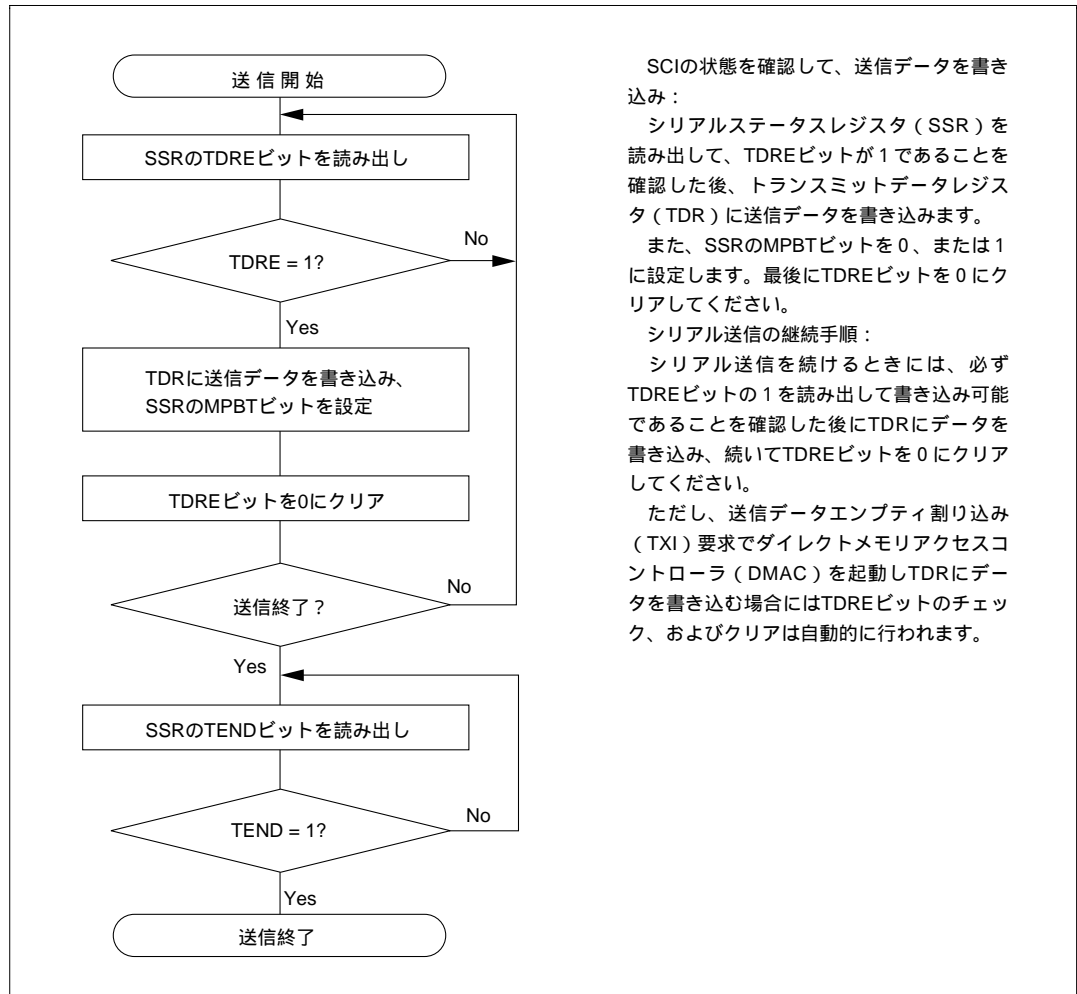 送信開始
SSRのTDREビットを読み出し
TDRE = 1?
No
Yes
TDRに送信データを書き込み、
SSRのMPBTビットを設定
TDREビットを0にクリア
送信終了？
No
Yes
SSRのTENDビットを読み出し
TEND = 1?
No
Yes
送信終了
SCIの状態を確認して、送信データを書き
込み：
シリアルステータスレジスタ（SSR）を
読み出して、TDREビットが１であることを
確認した後、トランスミットデータレジス
タ（TDR）に送信データを書き込みます。
また、SSRのMPBTビットを０、または１
に設定します。最後にTDREビットを０にク
リアしてください。
シリアル送信の継続手順：
シリアル送信を続けるときには、必ず
TDREビットの１を読み出して書き込み可能
であることを確認した後にTDRにデータを
書き込み、続いてTDREビットを０にクリア
してください。
ただし、送信データエンプティ割り込み
（TXI）要求でダイレクトメモリアクセスコ
ントローラ（DMAC）を起動しTDRにデー
タを書き込む場合にはTDREビットのチェッ
ク、およびクリアは自動的に行われます。